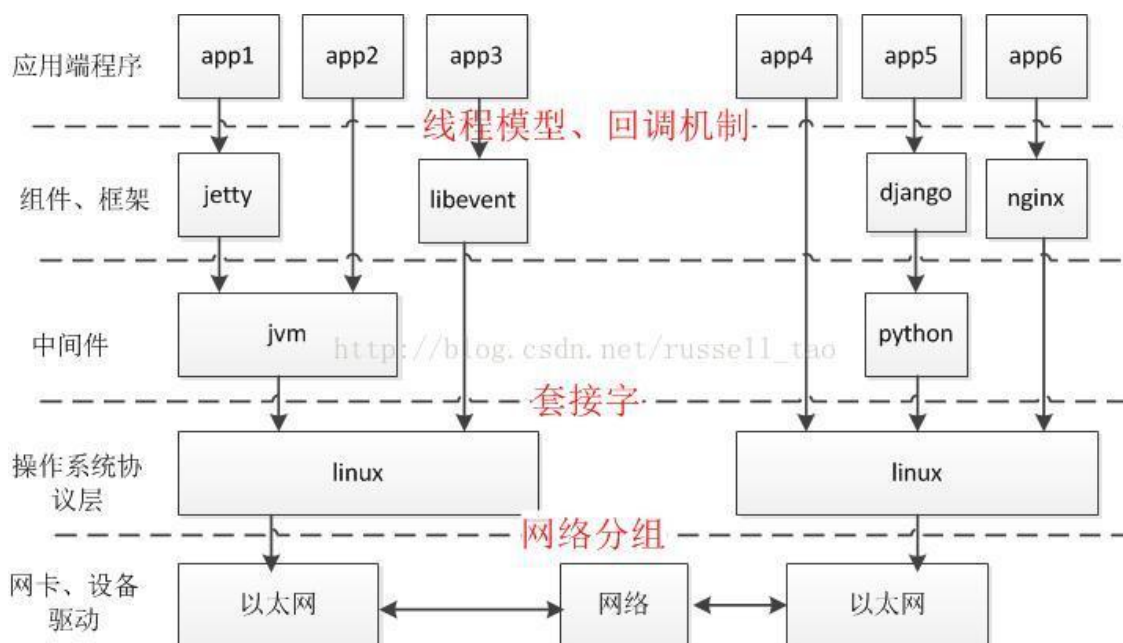 应用端程序
app1
app2
app3
app4
app5
app6
线程模型、回调机制
组件、框架
jetty
libevent
django
nginx
中间件
jvm
http://blog.csdn.net/russell_tao
python
套接字
操作系统协
议层
linux
linux
网络分组
网卡、设备
驱动
以太网
网络
以太网